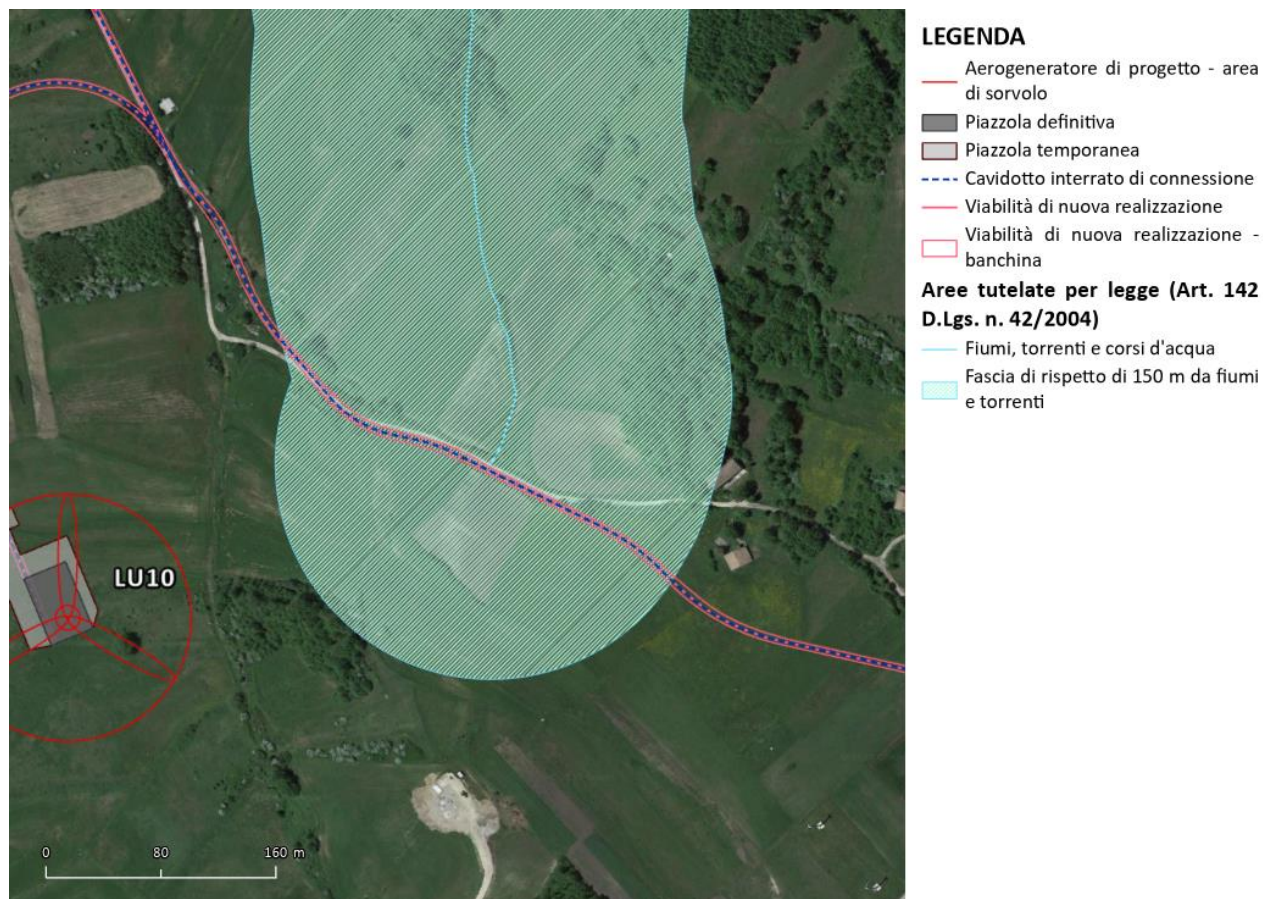 LEGENDA
Aerogeneratore di progetto - area
di sorvolo
Piazzola definitiva
Piazzola temporanea
Cavidotto interrato di connessione
Viabilità di nuova realizzazione
Viabilità di nuova realizzazione -
banchina
Aree tutelate per legge (Art. 142
D.Lgs. n. 42/2004)
Fiumi, torrenti e corsi d'acqua
Fascia di rispetto di 150 m da fiumi
e torrenti
LU10
0 80 160 m